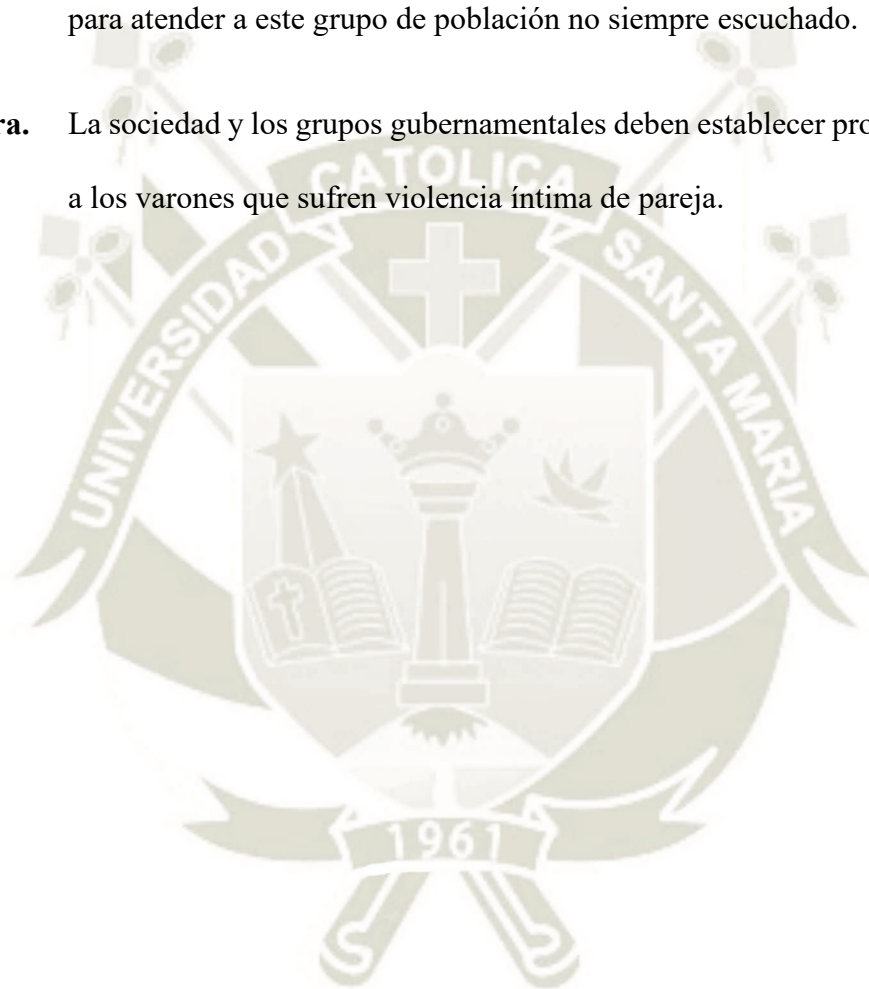 para atender a este grupo de población no siempre escuchado.
ra. La sociedad y los grupos gubernamentales deben establecer pro
a los varones que sufren violencia íntima de pareja.
UNIVERSIDAD CATOLICA SANTA MARIA
1961